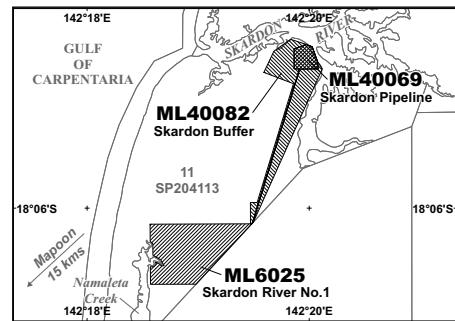 142°18'
142°20'
GULF
OF
CARPENTARIA
SKARDON
RIVER
ML40069
Skardon Pipeline
ML40082
Skardon Buffer
11
SP204113
18°06'S
18°06'S
Mapoon
15 kms
ML6025
Skardon River No.1
Namaleta
Creek
142°18'
142°20'